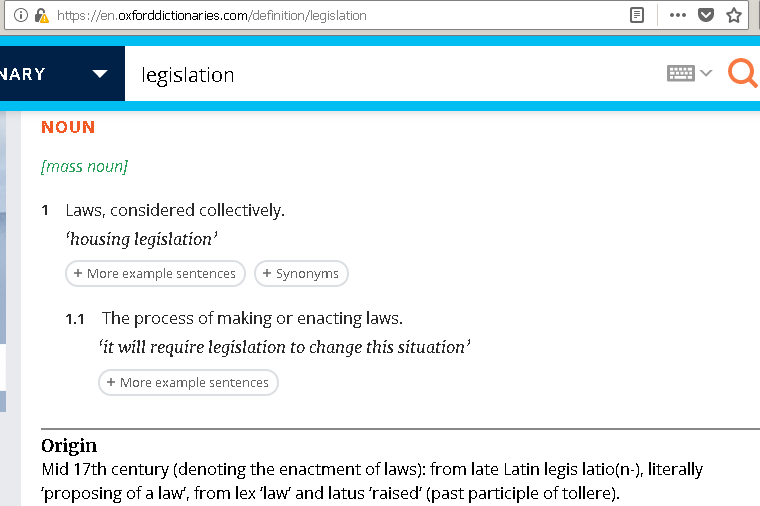 https://en.oxforddictionaries.com/definition/legislation
NARY legislation
NOUN
[mass noun]
1 Laws, considered collectively.
‘housing legislation’
+ More example sentences + Synonyms
1.1 The process of making or enacting laws.
‘it will require legislation to change this situation’
+ More example sentences
Origin
Mid 17th century (denoting the enactment of laws): from late Latin legis latio(n-), literally
‘proposing of a law’, from lex ‘law’ and latus ‘raised’ (past participle of tollere).